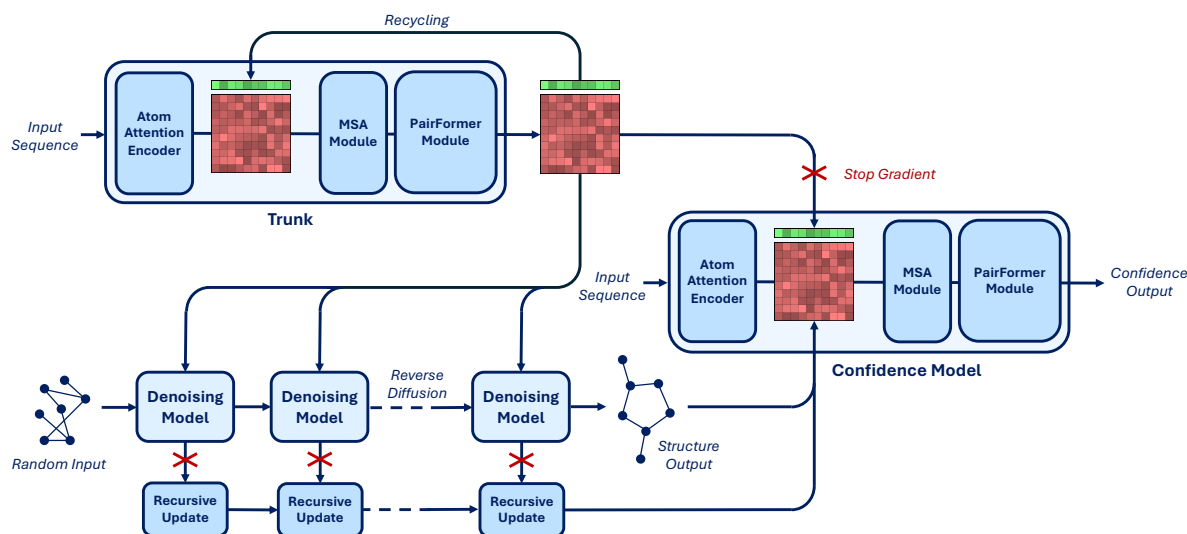 Recycling
Input
Sequence
Atom
Attention
Encoder
MSA
Module
PairFormer
Module
Trunk
Stop Gradient
Input
Sequence
Atom
Attention
Encoder
MSA
Module
PairFormer
Module
Confidence
Output
Confidence Model
Random Input
Denoising
Model
Denoising
Model
Reverse
Diffusion
Denoising
Model
Structure
Output
Recursive
Update
Recursive
Update
Recursive
Update